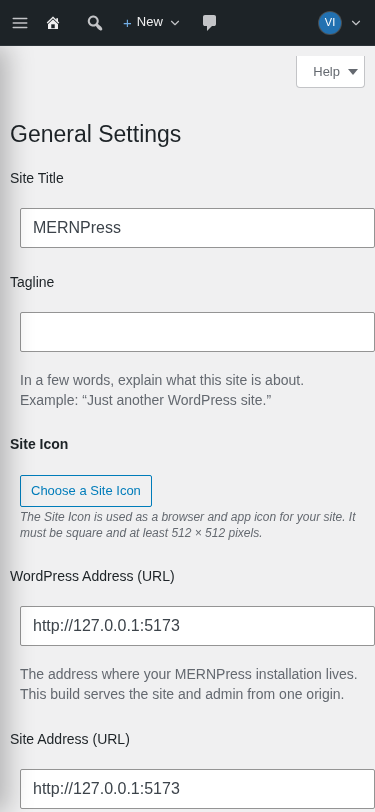 + New
VI
Help
General Settings
Site Title
MERNPress
Tagline
In a few words, explain what this site is about.
Example: “Just another WordPress site.”
Site Icon
Choose a Site Icon
The Site Icon is used as a browser and app icon for your site. It
must be square and at least 512 × 512 pixels.
WordPress Address (URL)
http://127.0.0.1:5173
The address where your MERNPress installation lives.
This build serves the site and admin from one origin.
Site Address (URL)
http://127.0.0.1:5173